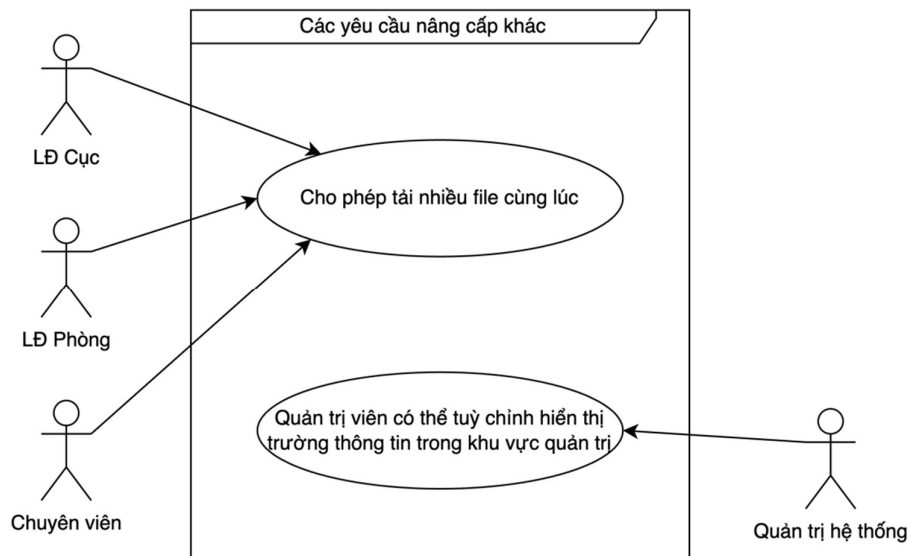 Các yêu cầu nâng cấp khác
LĐ Cục
Cho phép tải nhiều file cùng lúc
LĐ Phòng
Quản trị viên có thể tuỳ chỉnh hiển thị
trường thông tin trong khu vực quản trị
Chuyên viên
Quản trị hệ thống